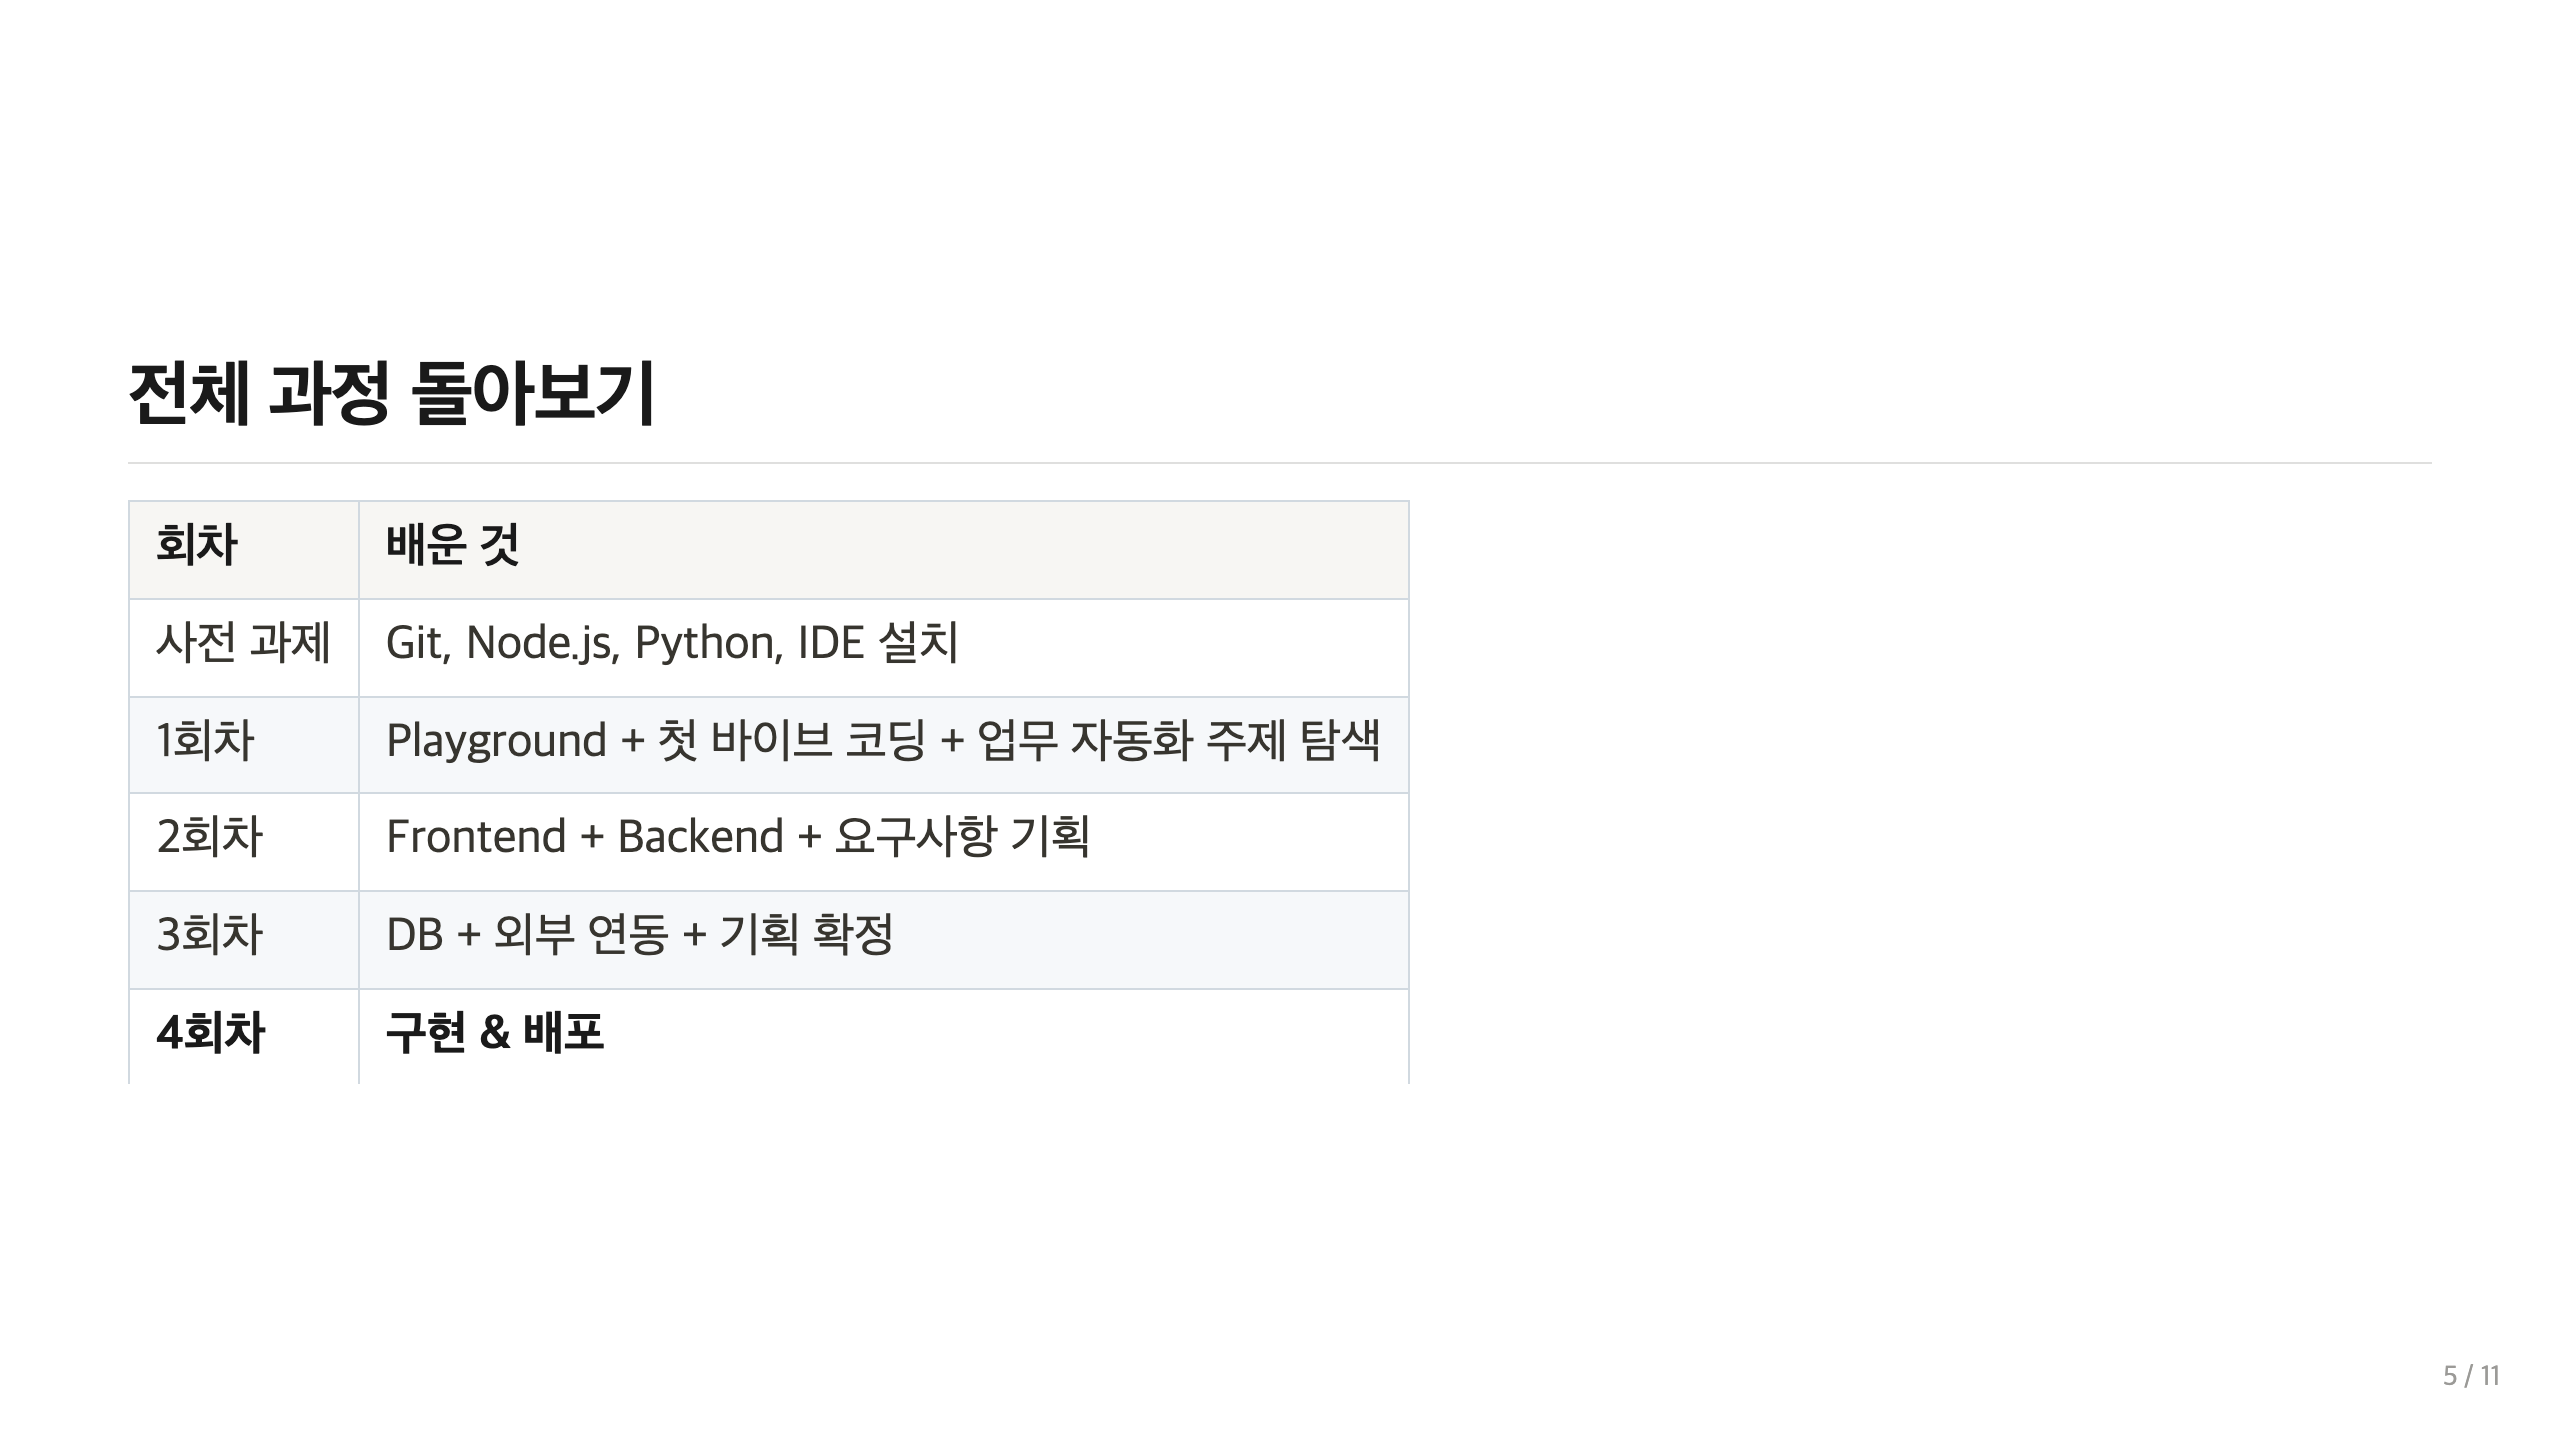 전체 과정 돌아보기
회차 배운 것
사전 과제 Git, Node.js, Python, IDE 설치
1회차 Playground + 첫 바이브 코딩 + 업무 자동화 주제 탐색
2회차 Frontend + Backend + 요구사항 기획
3회차 DB + 외부 연동 + 기획 확정
4회차 구현 & 배포
5 / 11